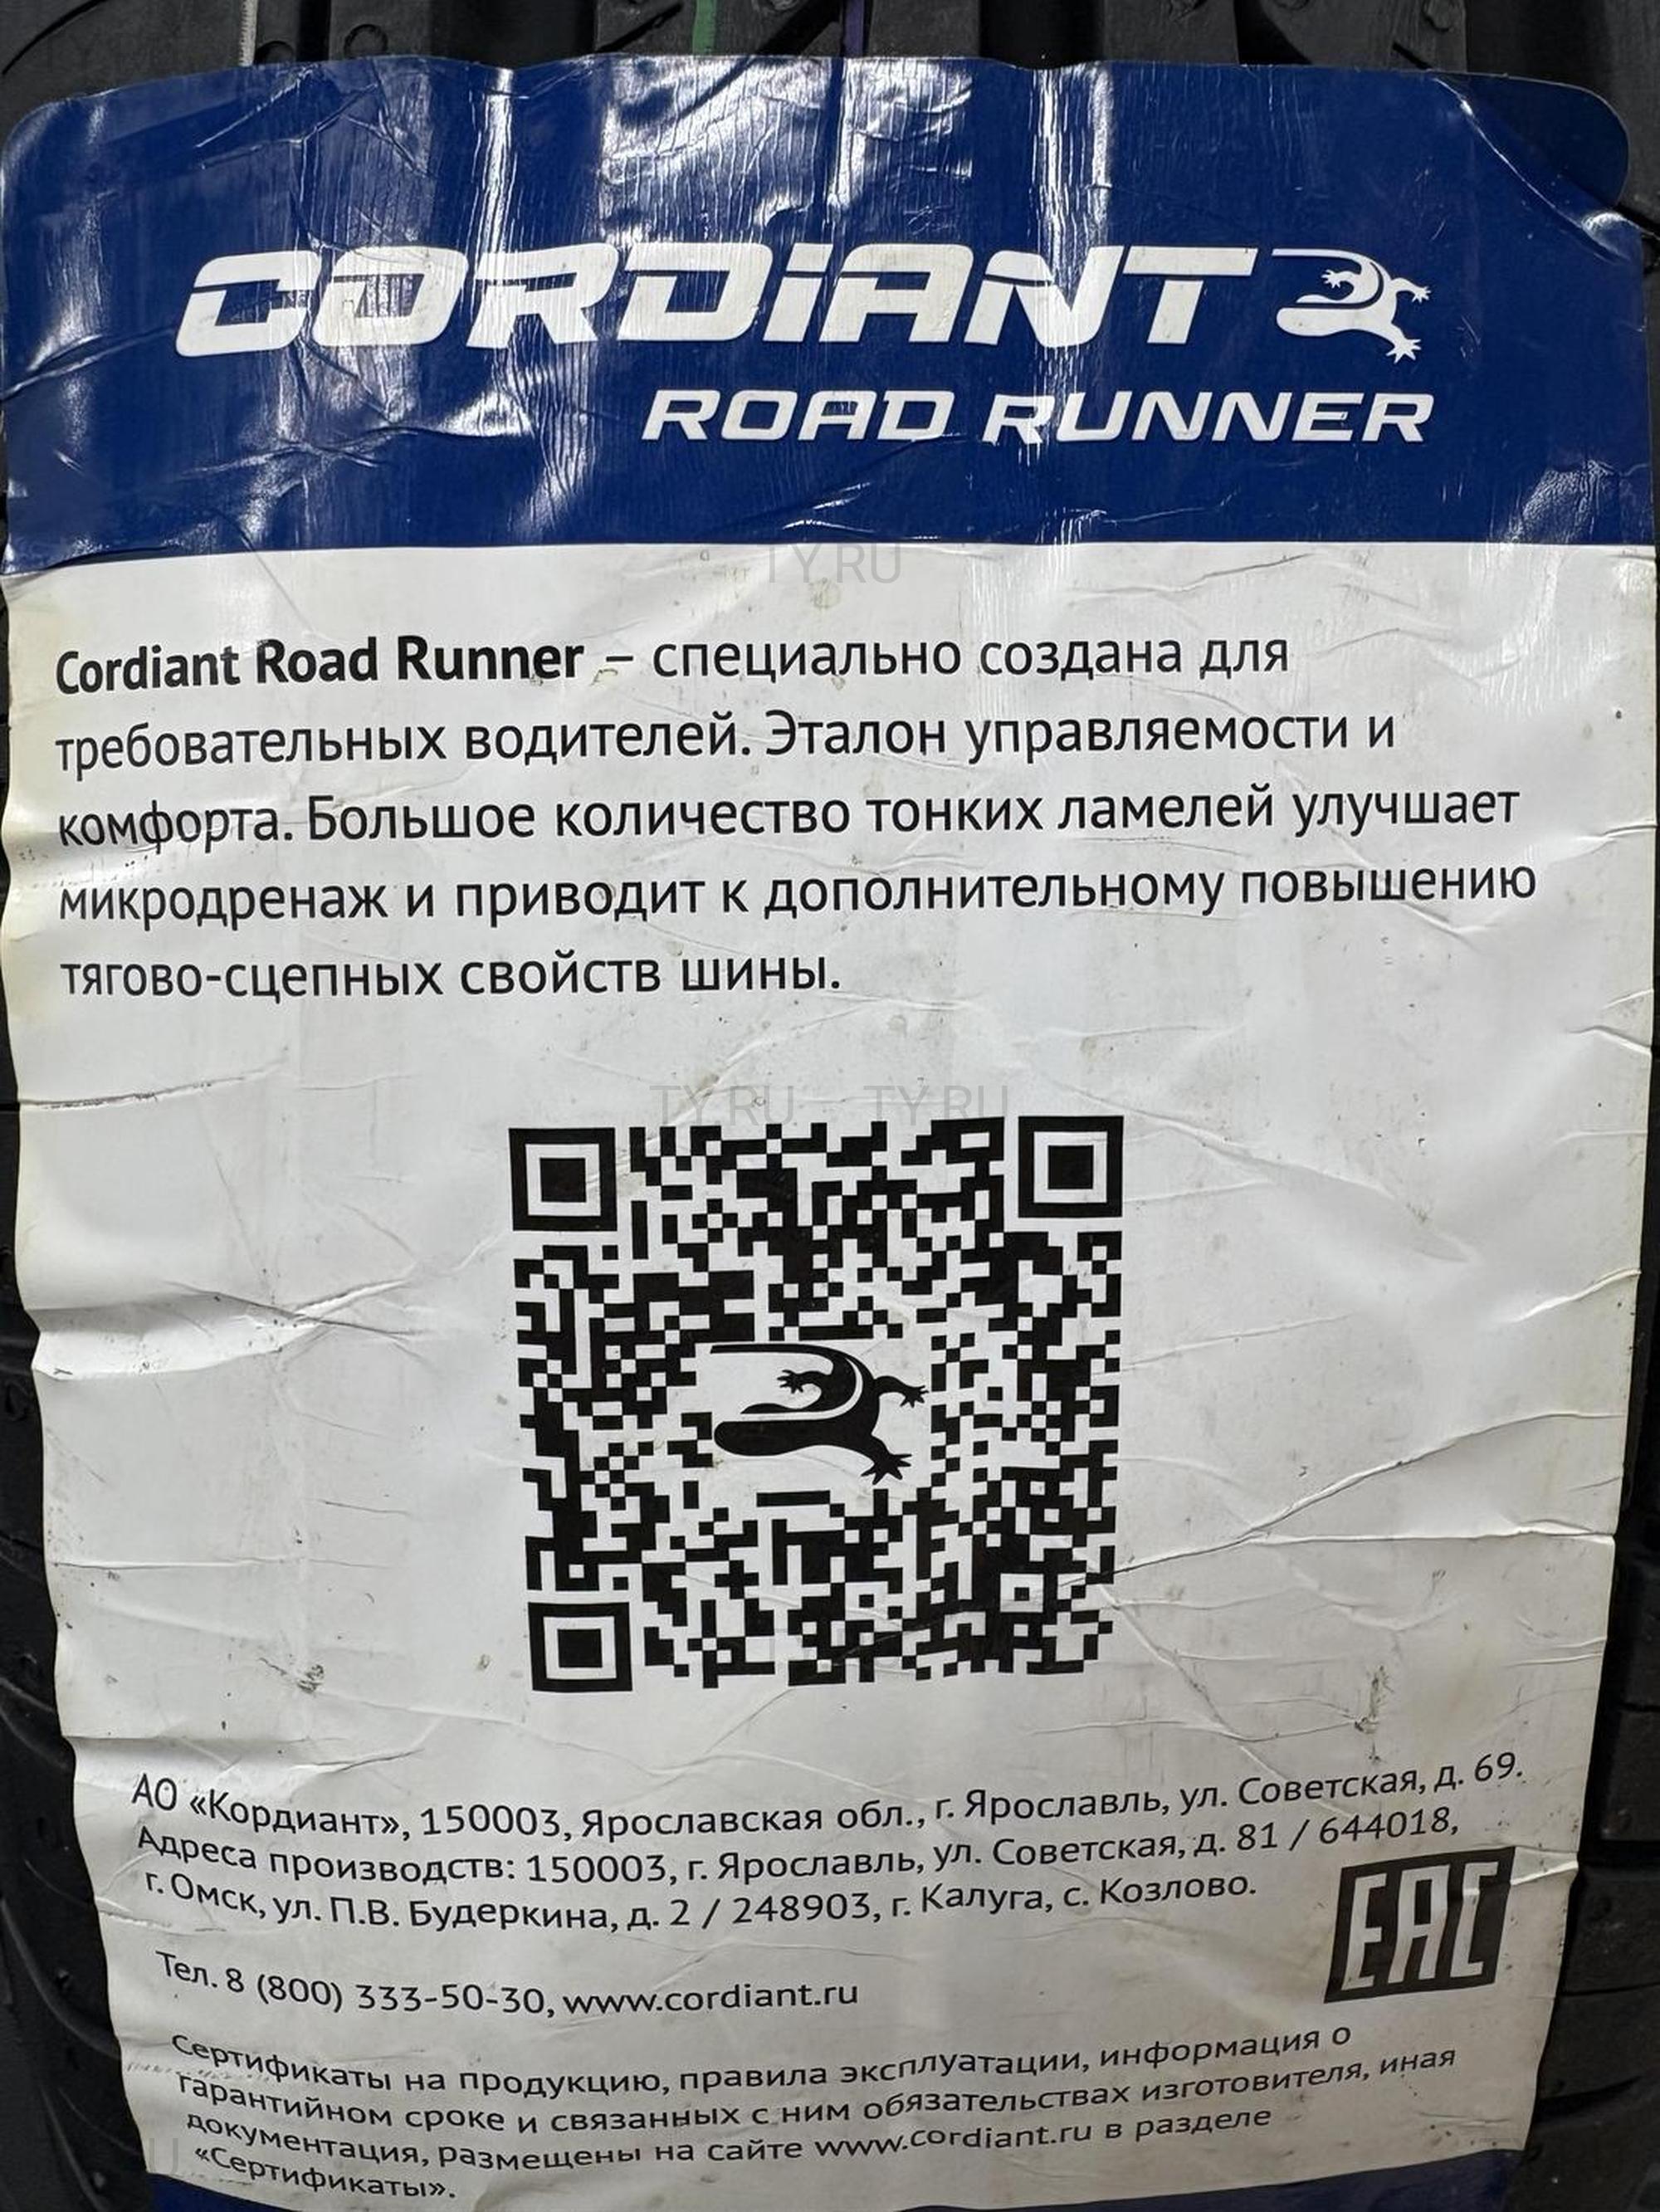 CORDIANT
ROAD RUNNER
TY.RU
Cordiant Road Runner – специально создана для
требовательных водителей. Эталон управляемости и
комфорта. Большое количество тонких ламелей улучшает
микродренаж и приводит к дополнительному повышению
тягово-сцепных свойств шины.
TY.RU TY.RU
АО «Кордиант», 150003, Ярославская обл., г. Ярославль, ул. Советская, д. 69.
Адреса производств: 150003, г. Ярославль, ул. Советская, д. 81 / 644018,
г. Омск, ул. П.В. Будеркина, д. 2 / 248903, г. Калуга, с. Козлово.
EAC
Тел. 8 (800) 333-50-30, www.cordiant.ru
Сертификаты на продукцию, правила эксплуатации, информация о
гарантийном сроке и связанных с ним обязательствах изготовителя, иная
документация, размещены на сайте www.cordiant.ru в разделе
«Сертификаты».